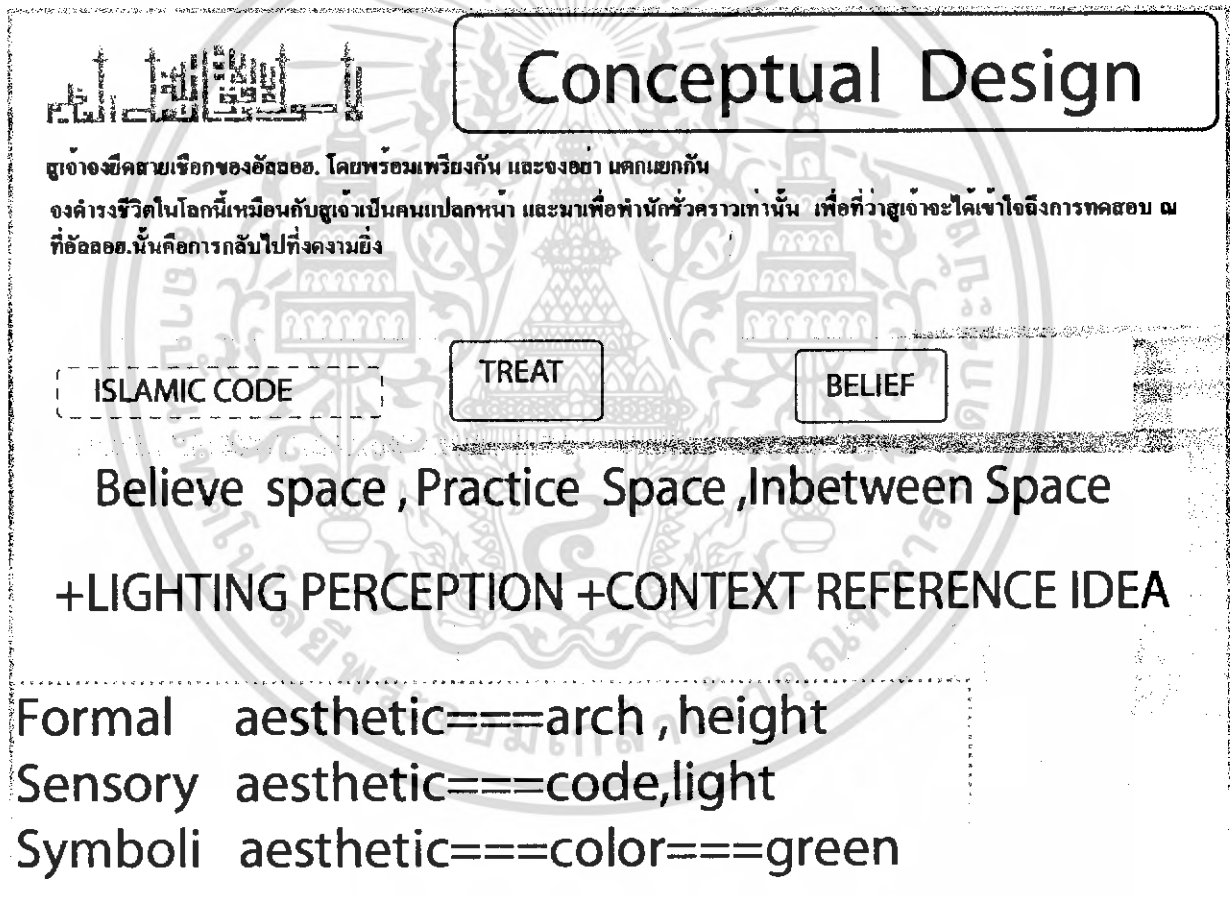 Conceptual Design
สูเจ้าจงยึดสายเชือกของอัลลอฮ. โดยพร้อมเพรียงกัน และจงอย่า แตกแยกกัน
จงดำรงชีวิตในโลกนี้เหมือนกับสูเจ้าเป็นคนแปลกหน้า และมาเพื่อพำนักชั่วคราวเท่านั้น เพื่อที่ว่าสูเจ้าจะได้เข้าใจถึงการทดสอบ ณ
ที่อัลลอฮ.นั้นคือการกลับไปที่งดงามยิ่ง
ISLAMIC CODE TREAT BELIEF
Believe space , Practice Space ,Inbetween Space
+LIGHTING PERCEPTION +CONTEXT REFERENCE IDEA
Formal aesthetic===arch , height
Sensory aesthetic===code,light
Symboli aesthetic===color===green